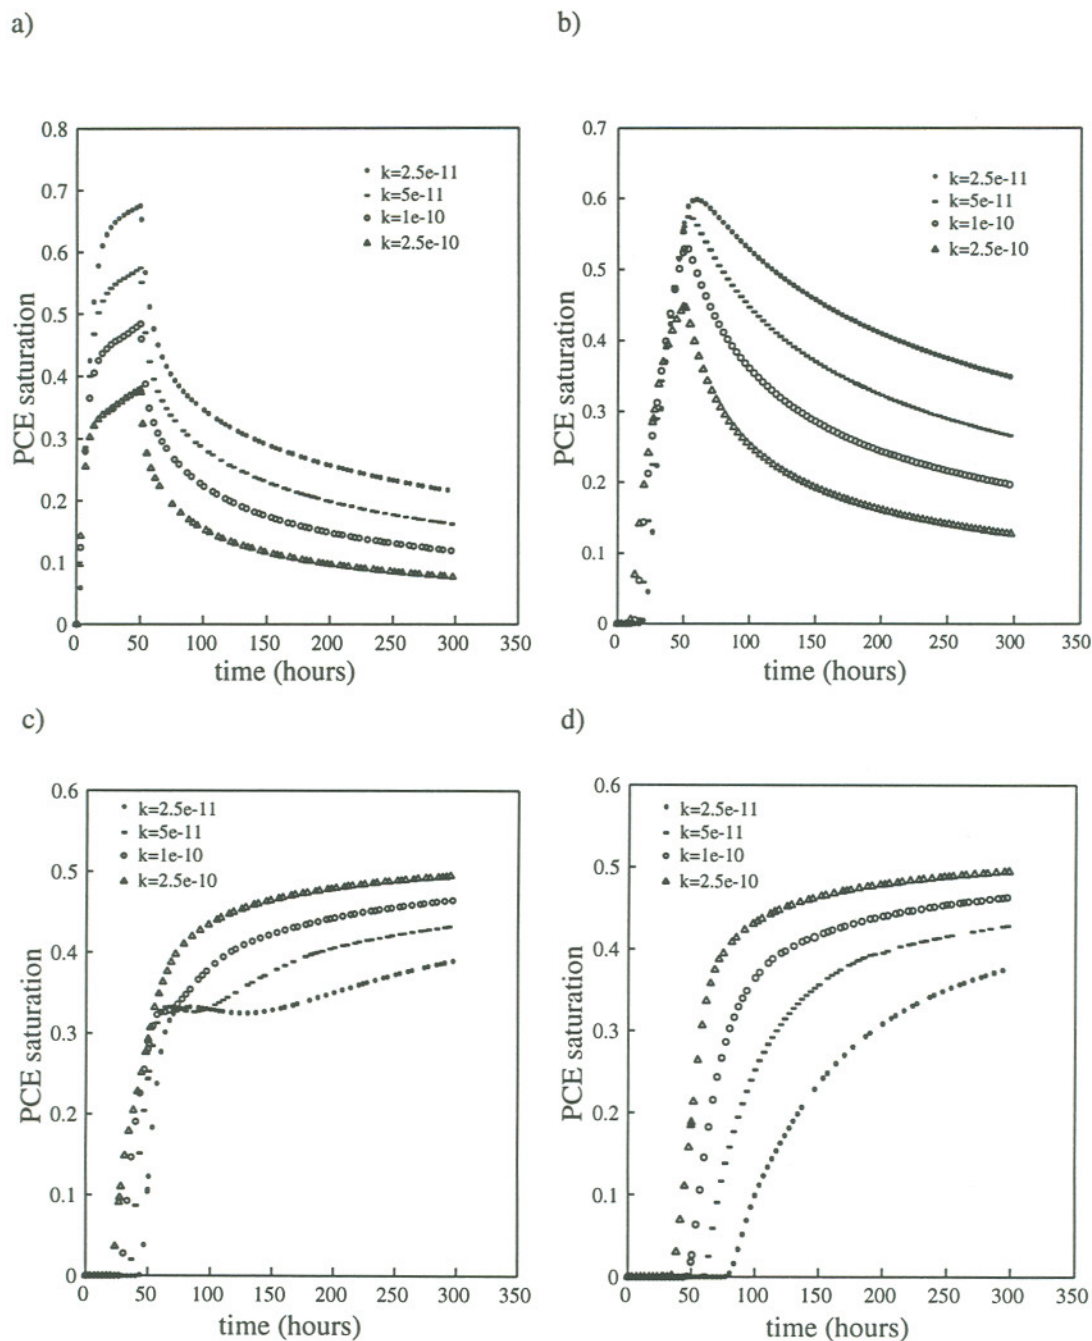 a)
0.8
0.7
0.6
0.5
0.4
0.3
0.2
0.1
0
PCE saturation
k=2.5e-11
k=5e-11
k=1e-10
k=2.5e-10
0 50 100 150 200 250 300 350
time (hours)
b)
0.7
0.6
0.5
0.4
0.3
0.2
0.1
0
PCE saturation
k=2.5e-11
k=5e-11
k=1e-10
k=2.5e-10
0 50 100 150 200 250 300 350
time (hours)
c)
0.6
0.5
0.4
0.3
0.2
0.1
0
PCE saturation
k=2.5e-11
k=5e-11
k=1e-10
k=2.5e-10
0 50 100 150 200 250 300 350
time (hours)
d)
0.6
0.5
0.4
0.3
0.2
0.1
0
PCE saturation
k=2.5e-11
k=5e-11
k=1e-10
k=2.5e-10
0 50 100 150 200 250 300 350
time (hours)